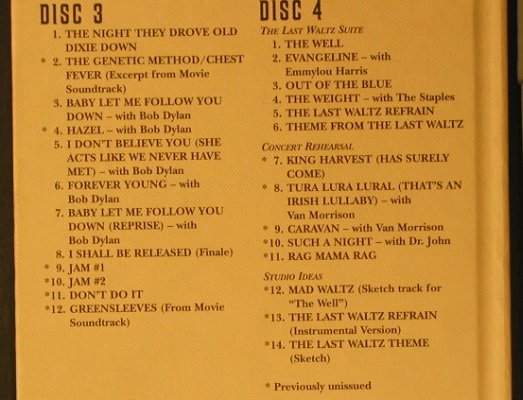 DISC 3
1. THE NIGHT THEY DROVE OLD
DIXIE DOWN
* 2. THE GENETIC METHOD/CHEST
FEVER (Excerpt from Movie
Soundtrack)
3. BABY LET ME FOLLOW YOU
DOWN – with Bob Dylan
* 4. HAZEL – with Bob Dylan
5. I DON'T BELIEVE YOU (SHE
ACTS LIKE WE NEVER HAVE
MET) – with Bob Dylan
6. FOREVER YOUNG – with
Bob Dylan
7. BABY LET ME FOLLOW YOU
DOWN (REPRISE) – with
Bob Dylan
8. I SHALL BE RELEASED (Finale)
* 9. JAM #1
*10. JAM #2
*11. DON'T DO IT
*12. GREENSLEEVES (From Movie
Soundtrack)
DISC 4
THE LAST WALTZ SUITE
1. THE WELL
2. EVANGELINE – with
Emmylou Harris
3. OUT OF THE BLUE
4. THE WEIGHT – with The Staples
5. THE LAST WALTZ REFRAIN
6. THEME FROM THE LAST WALTZ
CONCERT REHEARSAL
* 7. KING HARVEST (HAS SURELY
COME)
* 8. TURA LURA LURAL (THAT'S AN
IRISH LULLABY) – with
Van Morrison
* 9. CARAVAN – with Van Morrison
*10. SUCH A NIGHT – with Dr. John
*11. RAG MAMA RAG
STUDIO IDEAS
*12. MAD WALTZ (Sketch track for
"The Well")
*13. THE LAST WALTZ REFRAIN
(Instrumental Version)
*14. THE LAST WALTZ THEME
(Sketch)
* Previously unissued